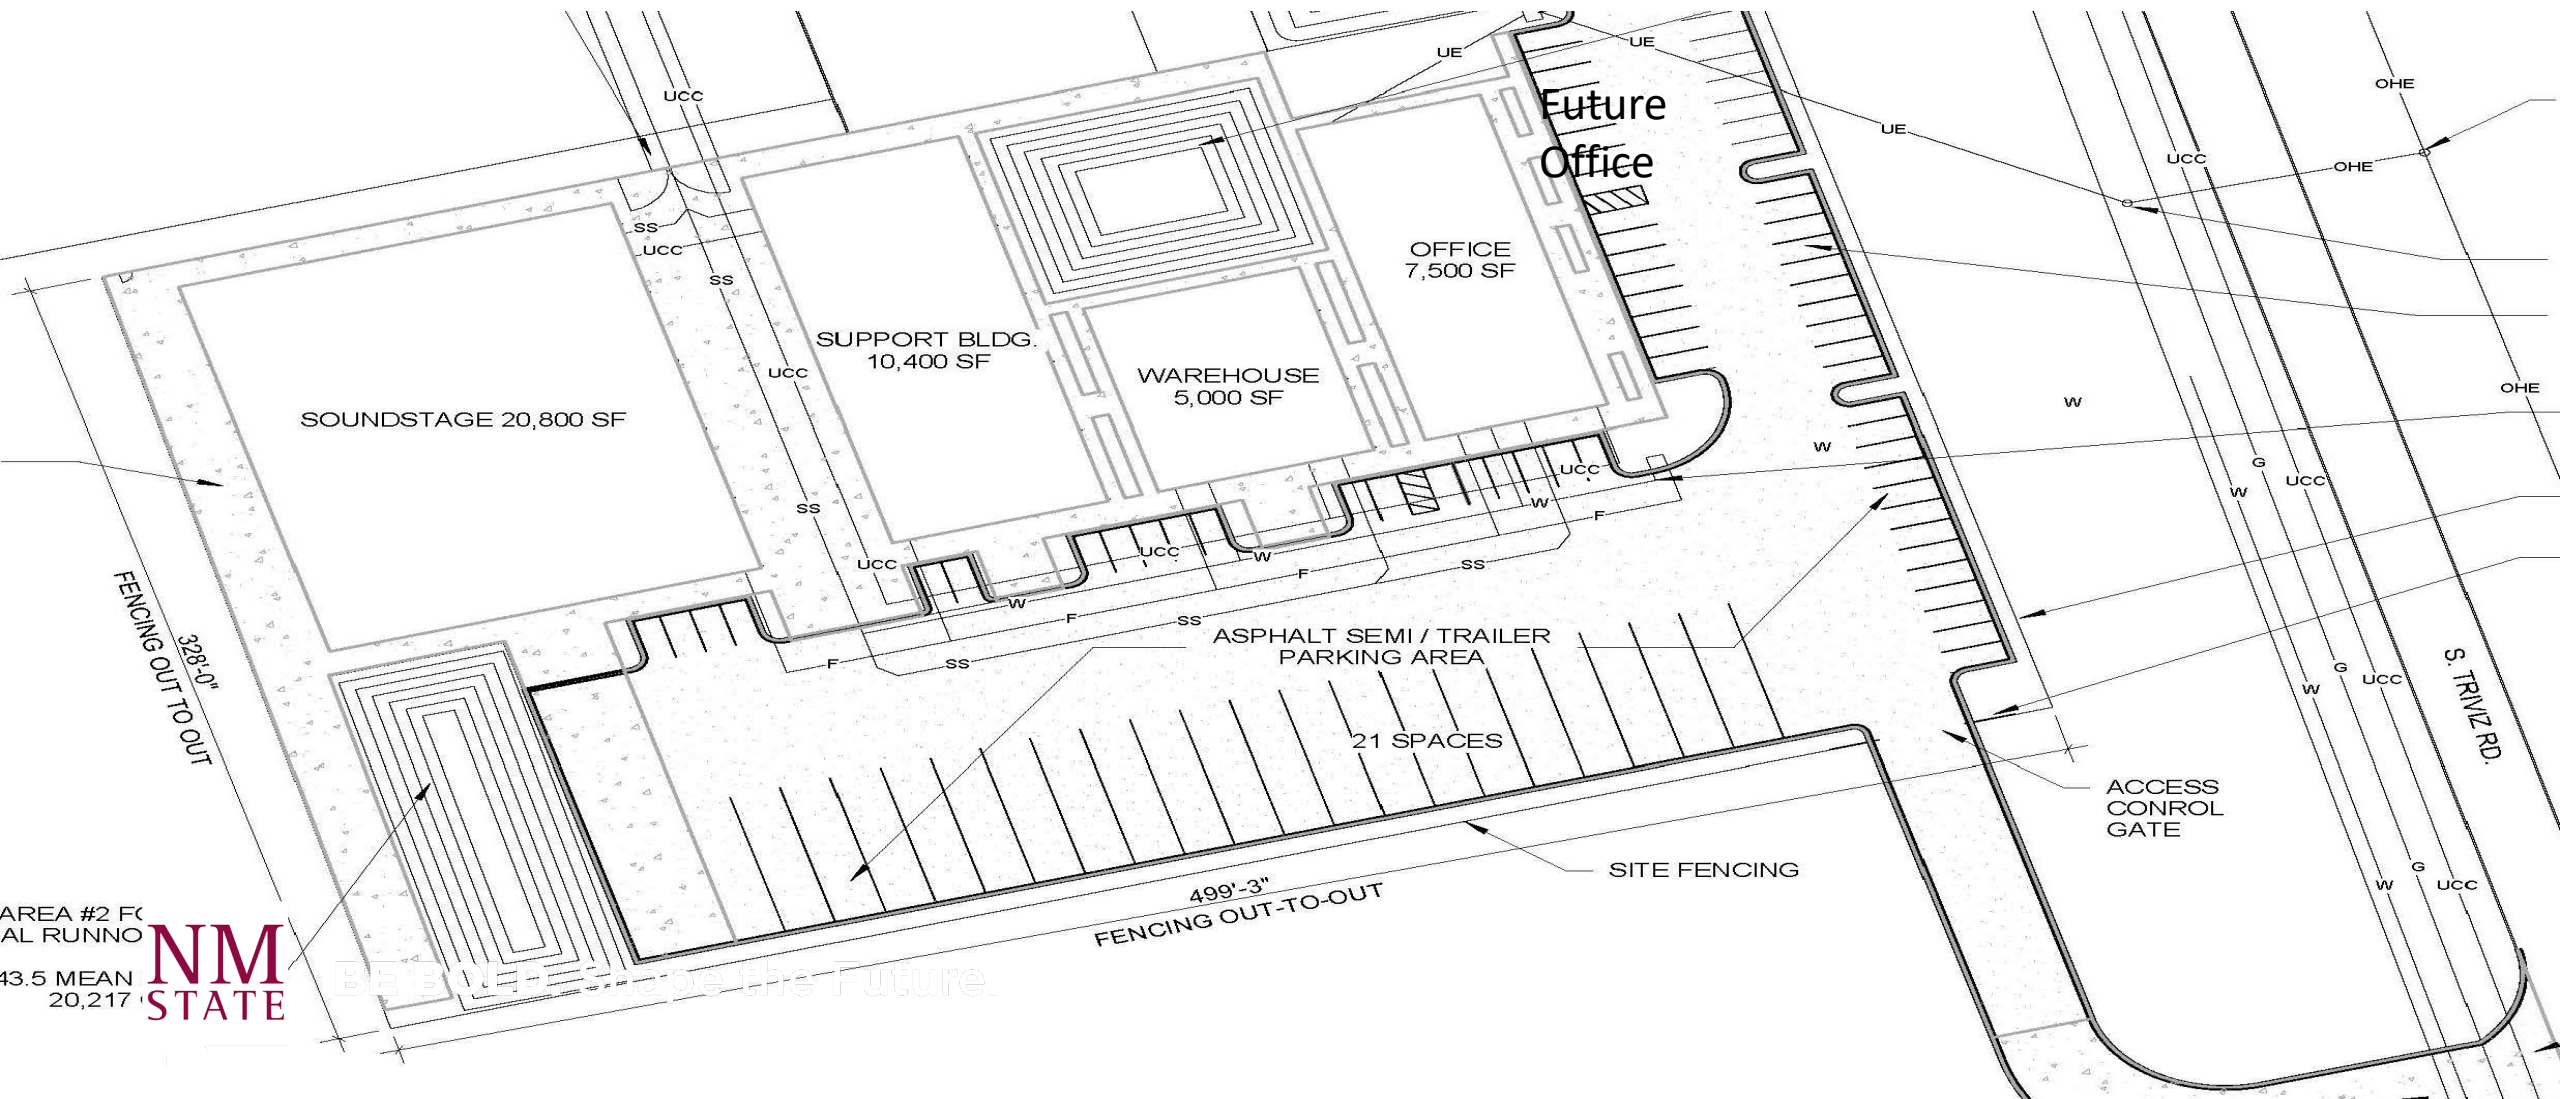 UE
UE
OHE
UCC
Future
Office
UE
UCC
OHE
SS
UCC
SS
OFFICE
7,500 SF
SUPPORT BLDG.
10,400 SF
UCC
WAREHOUSE
5,000 SF
OHE
W
SOUNDSTAGE 20,800 SF
W
UCC
G
UCC
W
SS
W
F
UCC
UCC
W
F
SS
W
F
SS
F
SS
ASPHALT SEMI / TRAILER
PARKING AREA
21 SPACES
328'-0"
FENCING OUT TO OUT
S. TRIVIZ RD.
G
UCC
W
ACCESS
CONROL
GATE
SITE FENCING
499'-3"
FENCING OUT-TO-OUT
G
W
UCC
AREA #2
AL RUNNO
43.5 MEAN
20,217
NM
STATE
BE BOLD. Shape the Future.